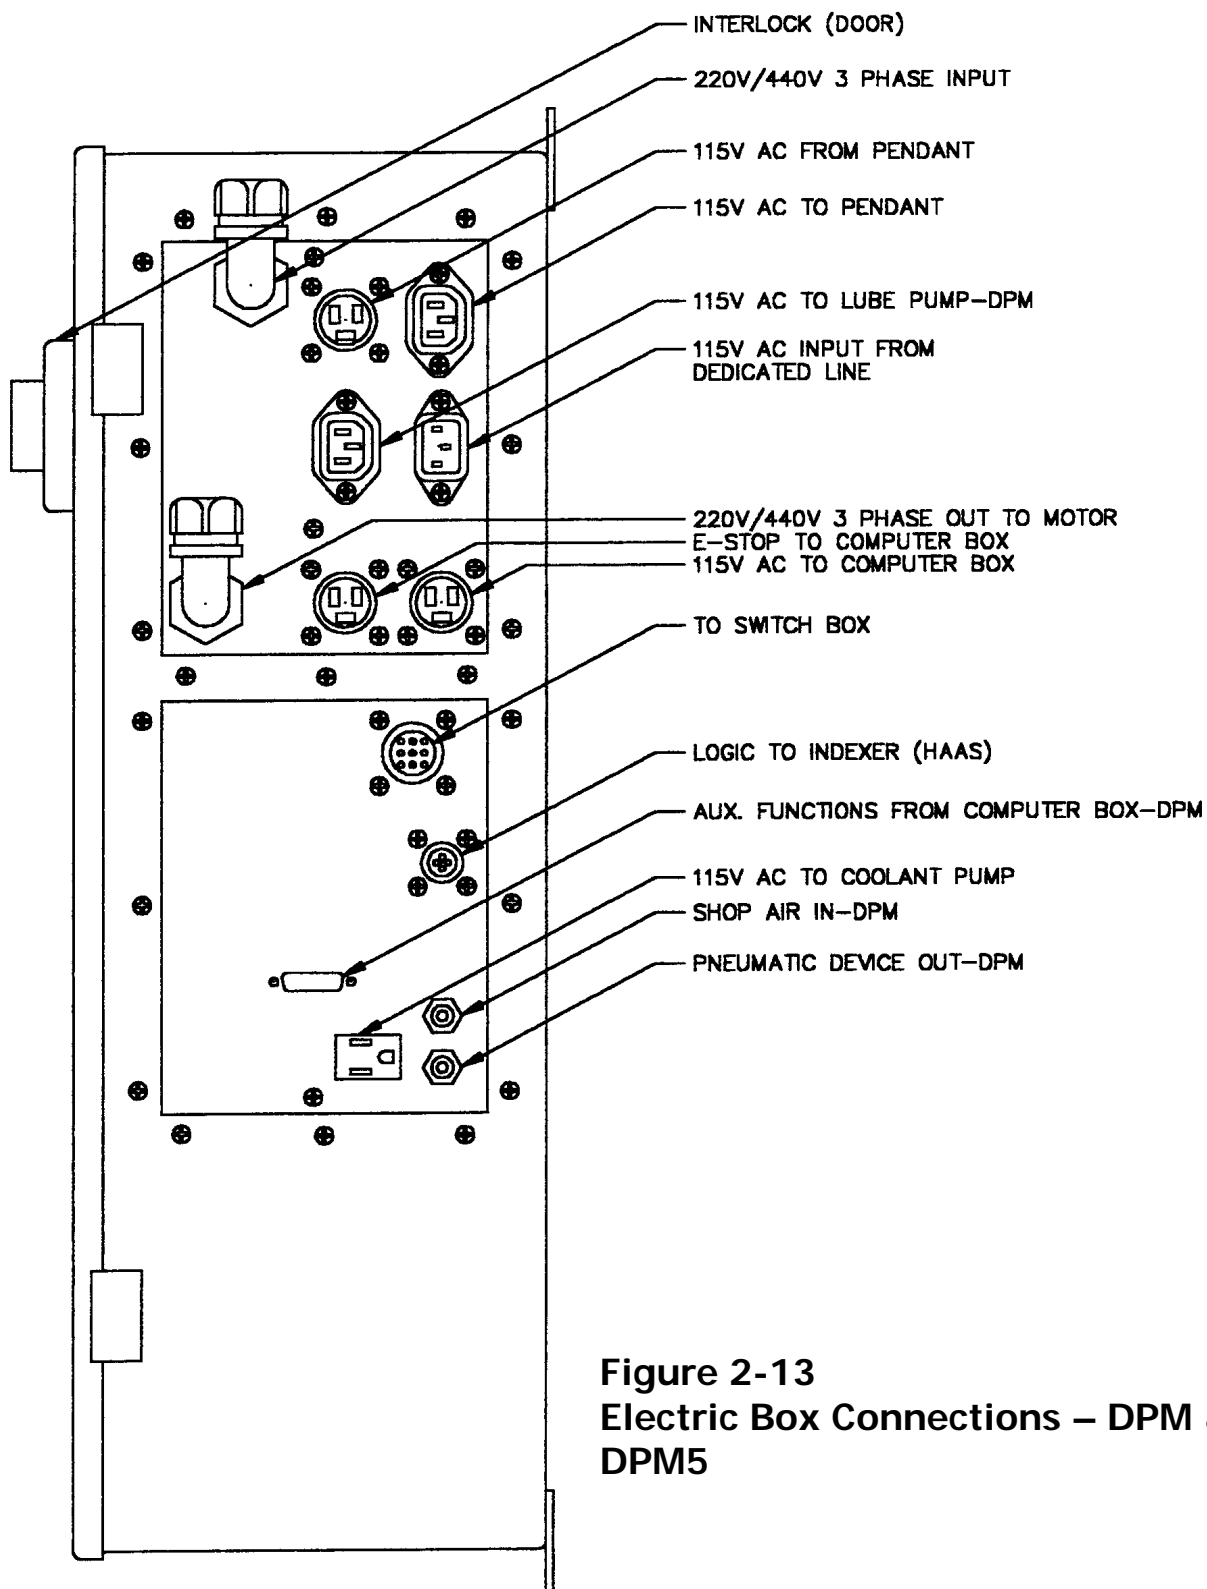 INTERLOCK (DOOR)
220V/440V 3 PHASE INPUT
115V AC FROM PENDANT
115V AC TO PENDANT
115V AC TO LUBE PUMP-DPM
115V AC INPUT FROM
DEDICATED LINE
220V/440V 3 PHASE OUT TO MOTOR
E-STOP TO COMPUTER BOX
115V AC TO COMPUTER BOX
TO SWITCH BOX
LOGIC TO INDEXER (HAAS)
AUX. FUNCTIONS FROM COMPUTER BOX-DPM
115V AC TO COOLANT PUMP
SHOP AIR IN-DPM
PNEUMATIC DEVICE OUT-DPM
Figure 2-13
Electric Box Connections – DPM
DPM5